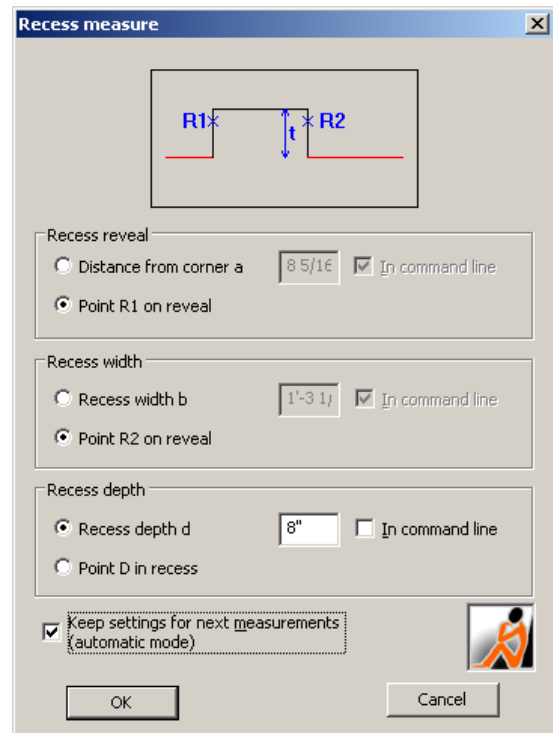 Recess measure
R1 R2
t
Recess reveal
Distance from corner a 8 5/16 In command line
Point R1 on reveal
Recess width
Recess width b 1'-3 1/ In command line
Point R2 on reveal
Recess depth
Recess depth d 8" In command line
Point D in recess
Keep settings for next measurements
(automatic mode)
OK Cancel